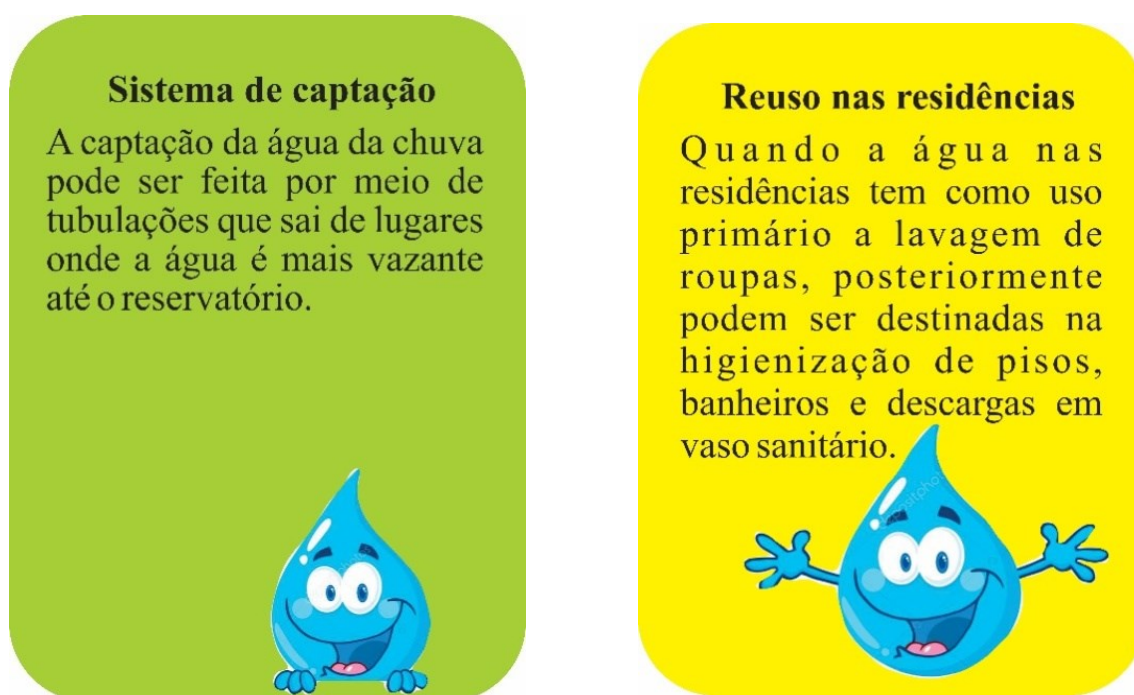 Sistema de captação
A captação da água da chuva
pode ser feita por meio de
tubulações que sai de lugares
onde a água é mais vazante
até o reservatório.
Reuso nas residências
Quando a água nas
residências tem como uso
primário a lavagem de
roupas, posteriormente
podem ser destinadas na
higienização de pisos,
banheiros e descargas em
vaso sanitário.